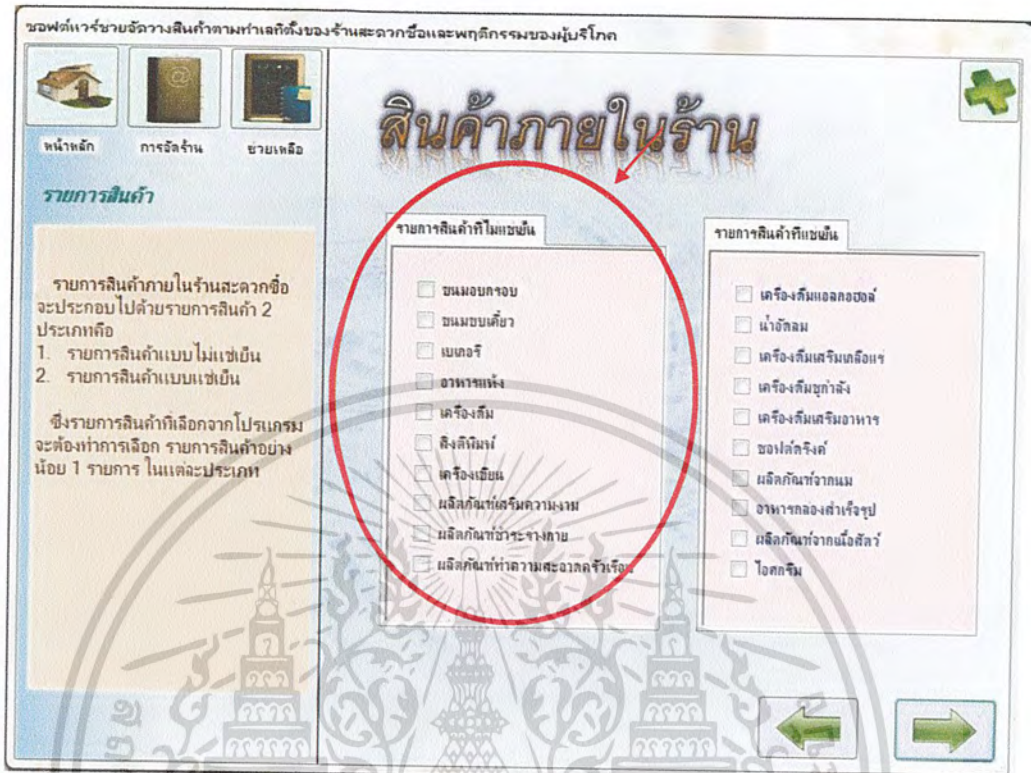 ซอฟต์แวร์ช่วยจัดวางสินค้าตามทำเลที่ตั้งของร้านสะดวกซื้อและพฤติกรรมของผู้บริโภค
หน้าหลัก
การจัดร้าน
ช่วยเหลือ
รายการสินค้า
รายการสินค้าภายในร้านสะดวกซื้อ
จะประกอบไปด้วยรายการสินค้า 2
ประเภทคือ
1. รายการสินค้าแบบไม่แช่เย็น
2. รายการสินค้าแบบแช่เย็น
ซึ่งรายการสินค้าที่เลือกจากโปรแกรม
จะต้องทำการเลือก รายการสินค้าอย่าง
น้อย 1 รายการ ในแต่ละประเภท
สินค้าภายในร้าน
รายการสินค้าที่ไม่แช่เย็น
ขนมอบกรอบ
ขนมขบเคี้ยว
เบเกอรี่
อาหารแห้ง
เครื่องดื่ม
สิ่งตีพิมพ์
เครื่องเขียน
ผลิตภัณฑ์เสริมความงาม
ผลิตภัณฑ์ชำระร่างกาย
ผลิตภัณฑ์ทำความสะอาดครัวเรือน
รายการสินค้าที่แช่เย็น
เครื่องดื่มแอลกอฮอล์
น้ำอัดลม
เครื่องดื่มเสริมเกลือแร่
เครื่องดื่มชูกำลัง
เครื่องดื่มเสริมอาหาร
ซอฟต์ดริ๊งค์
ผลิตภัณฑ์จากนม
อาหารกล่องสำเร็จรูป
ผลิตภัณฑ์จากเนื้อสัตว์
ไอศกรีม